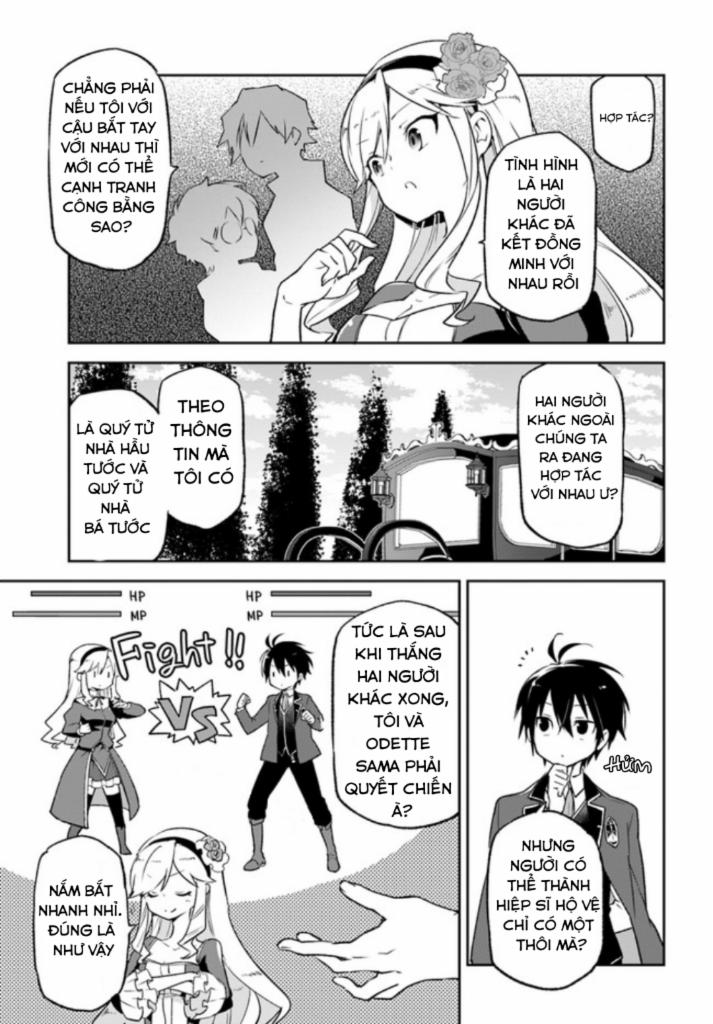 HỢP TÁC?
TÌNH HÌNH
LÀ HAI
NGƯỜI
KHÁC ĐÃ
KẾT ĐỒNG
MINH VỚI
NHAU RỒI
CHẲNG PHẢI
NẾU TÔI VỚI
CẬU BẮT TAY
VỚI NHAU THÌ
MỚI CÓ THỂ
CẠNH TRANH
CÔNG BẰNG
SAO?
HAI NGƯỜI
KHÁC NGOÀI
CHÚNG TA
RA ĐANG
HỢP TÁC
VỚI NHAU Ư?
THEO
THÔNG
TIN MÀ
TÔI CÓ
LÀ QUÝ TỬ
NHÀ HẦU
TƯỚC VÀ
QUÝ TỬ
NHÀ
BÁ TƯỚC
HỬM
NHƯNG
NGƯỜI CÓ
THỂ THÀNH
HIỆP SĨ HỘ VỆ
CHỈ CÓ MỘT
THÔI MÀ?
TỨC LÀ SAU
KHI THẮNG
HAI NGƯỜI
KHÁC XONG,
TÔI VÀ
ODETTE
SAMA PHẢI
QUYẾT CHIẾN
À?
HP
MP
HP
MP
Fight!!
VS
NẮM BẮT
NHANH NHỈ.
ĐÚNG LÀ
NHƯ VẬY